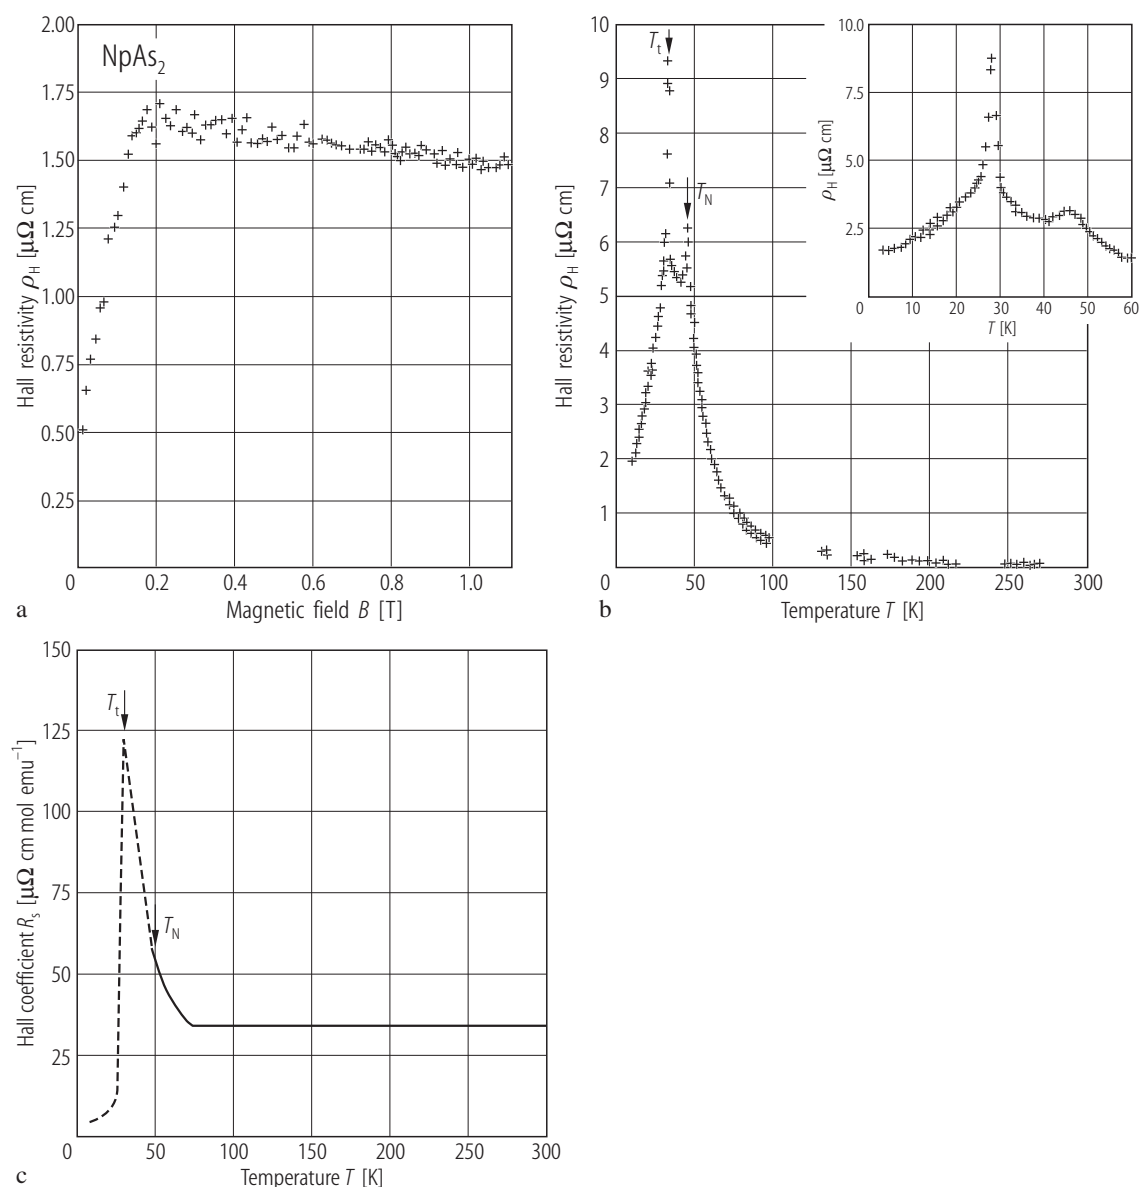 NpAs₂
2.00
1.75
1.50
1.25
1.00
0.75
0.50
0.25
Hall resistivity ρH [μΩ cm]
0 0.2 0.4 0.6 0.8 1.0
Magnetic field B [T]
a
10
9
8
7
6
5
4
3
2
1
Hall resistivity ρH [μΩ cm]
Tt
TN
0 50 100 150 200 250 300
Temperature T [K]
b
10.0
7.5
5.0
2.5
ρH [μΩ cm]
0 10 20 30 40 50 60
T [K]
150
125
100
75
50
25
Hall coefficient Rs [μΩ cm mol emu⁻¹]
Tt
TN
0 50 100 150 200 250 300
Temperature T [K]
c